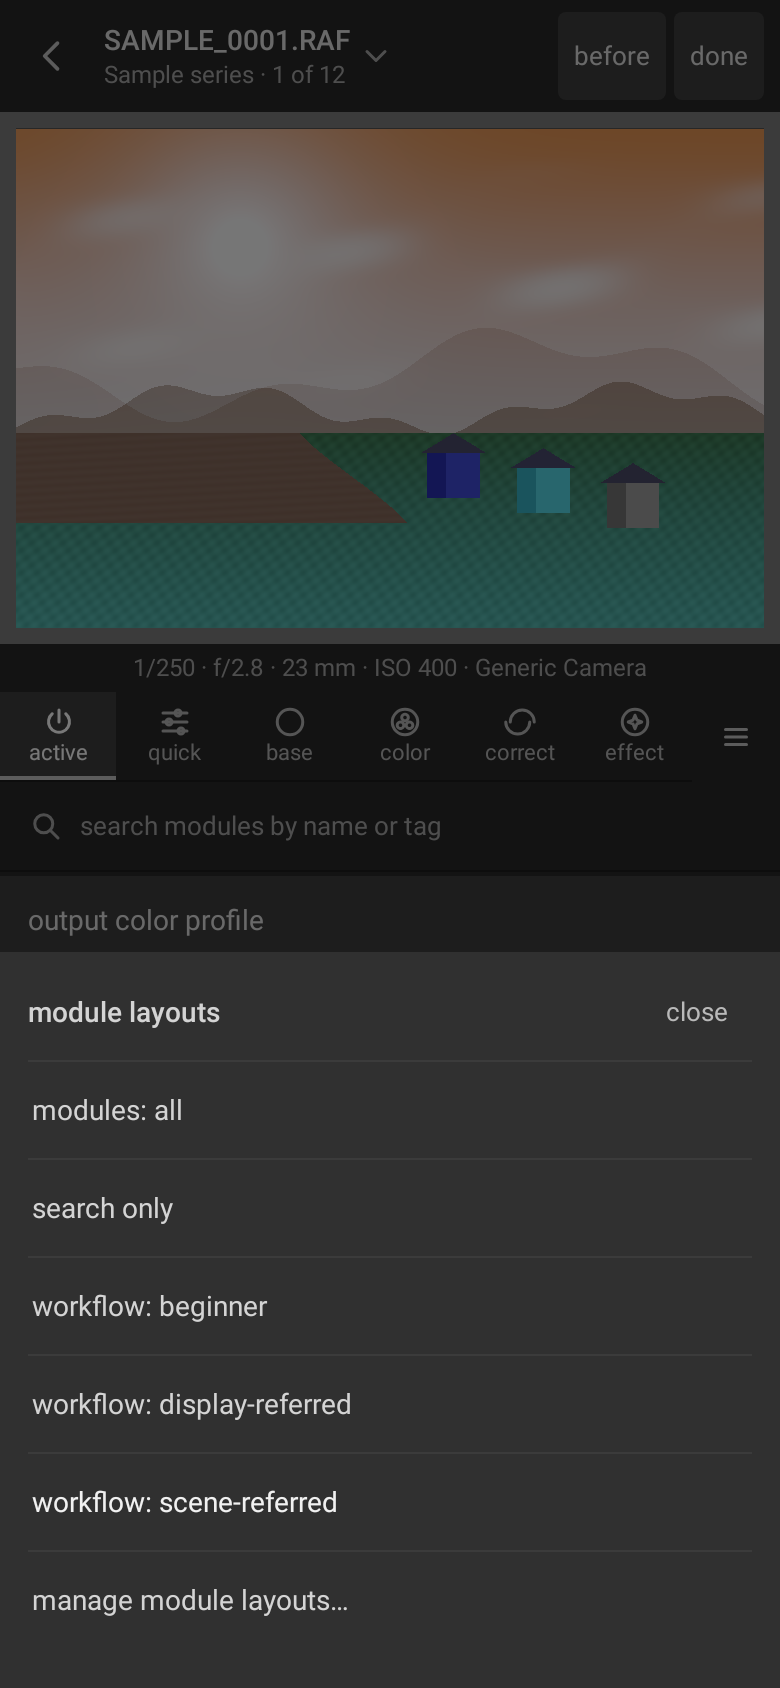 SAMPLE_0001.RAF
Sample series · 1 of 12
before
done
1/250 · f/2.8 · 23 mm · ISO 400 · Generic Camera
active
quick
base
color
correct
effect
search modules by name or tag
output color profile
module layouts
close
modules: all
search only
workflow: beginner
workflow: display-referred
workflow: scene-referred
manage module layouts…